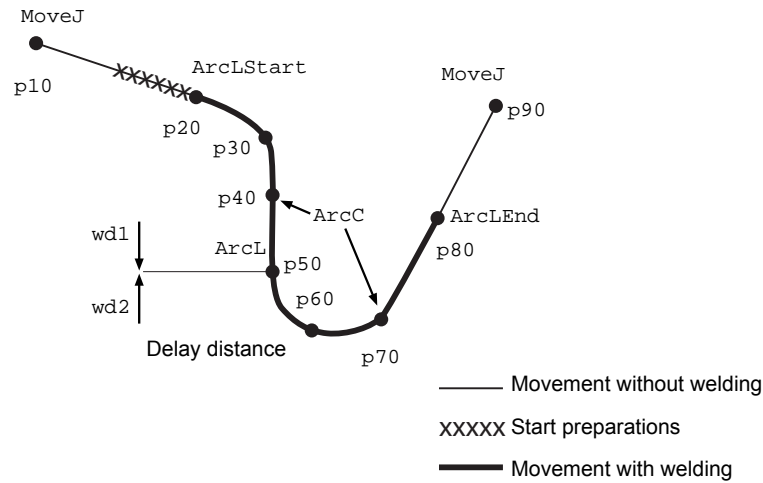 MoveJ
p10
XXXXXX
ArcLStart
p20
p30
p40
ArcC
MoveJ
p90
ArcLEnd
p80
wd1
ArcL
p50
wd2
p60
Delay distance
p70
Movement without welding
XXXXX Start preparations
Movement with welding